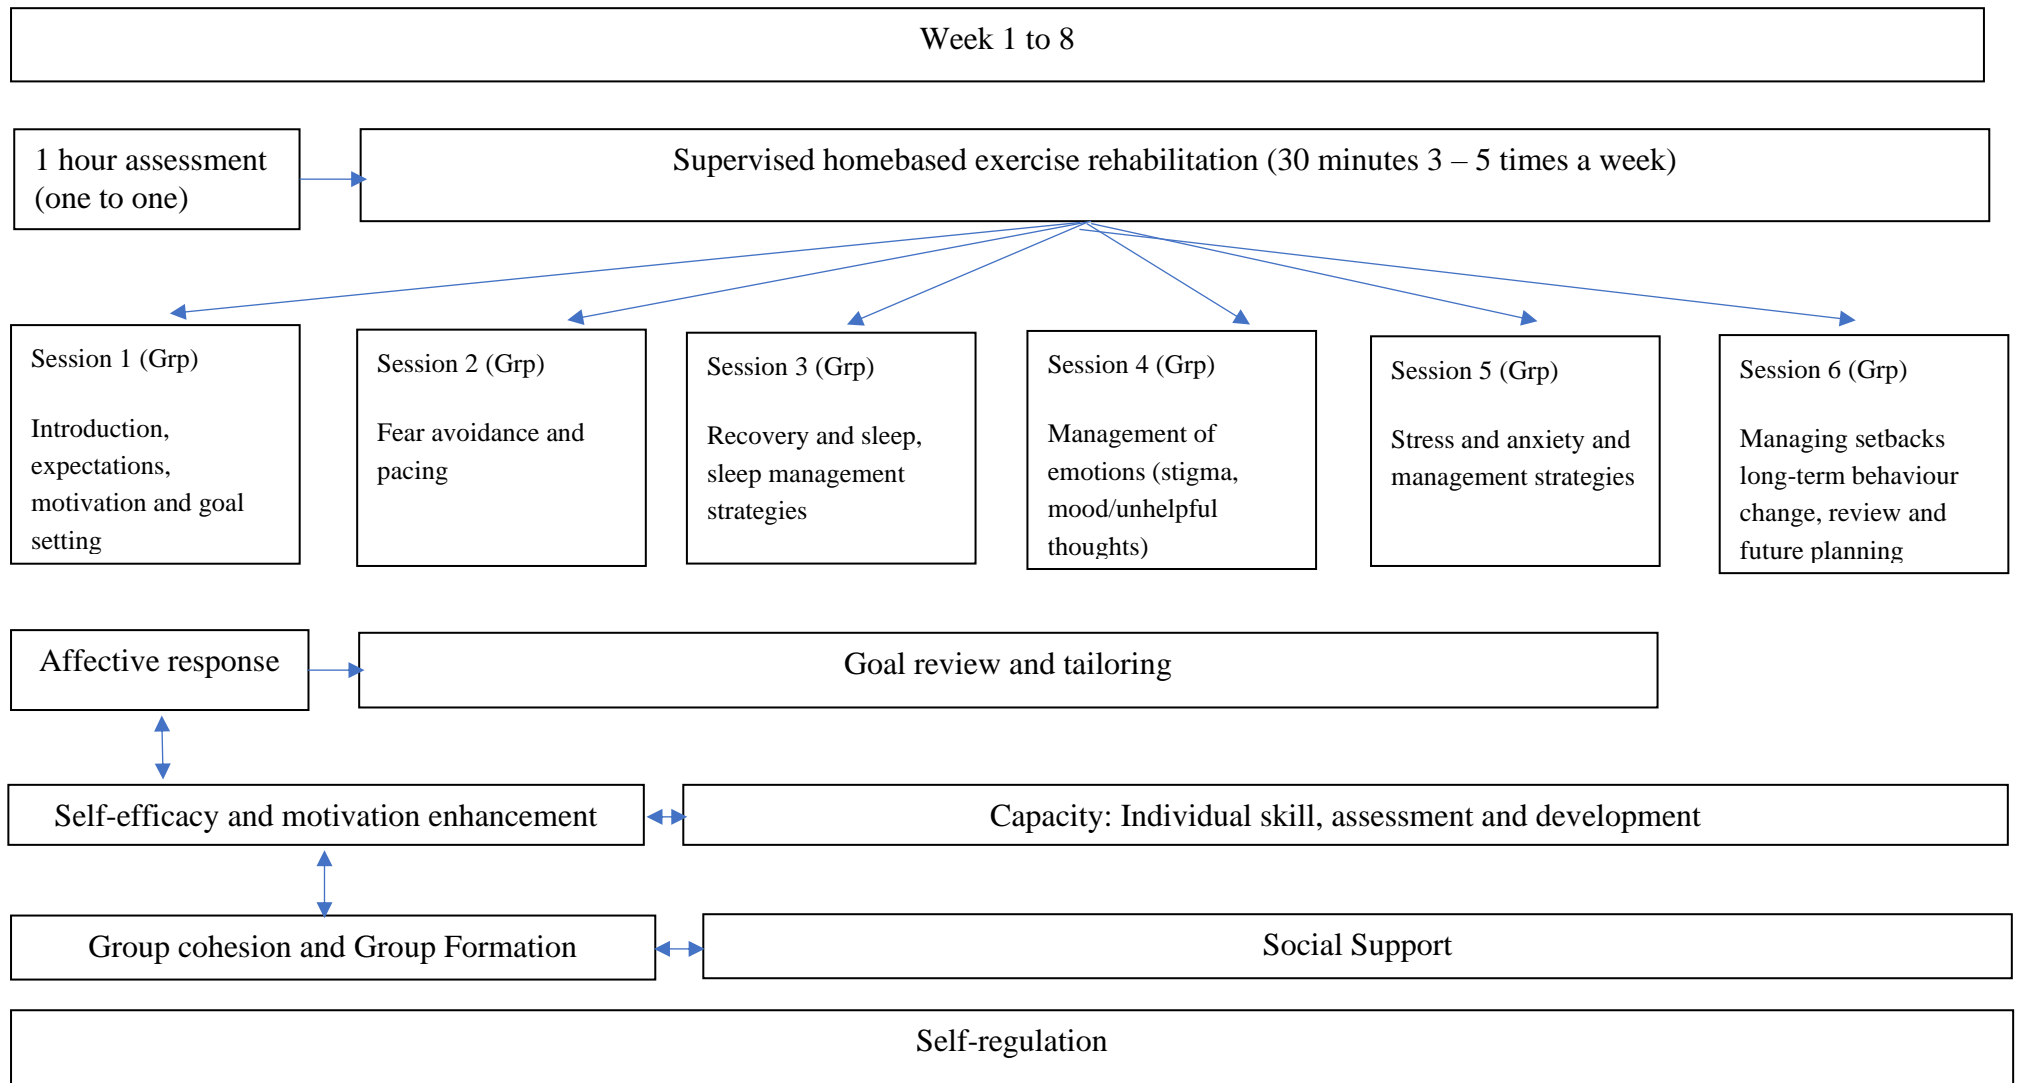 Week 1 to 8
1 hour assessment
(one to one)
Supervised homebased exercise rehabilitation (30 minutes 3 – 5 times a week)
Session 1 (Grp)
Introduction,
expectations,
motivation and goal
setting
Session 2 (Grp)
Fear avoidance and
pacing
Session 3 (Grp)
Recovery and sleep,
sleep management
strategies
Session 4 (Grp)
Management of
emotions (stigma,
mood/unhelpful
thoughts)
Session 5 (Grp)
Stress and anxiety and
management strategies
Session 6 (Grp)
Managing setbacks
long-term behaviour
change, review and
future planning
Affective response
Goal review and tailoring
Self-efficacy and motivation enhancement
Capacity: Individual skill, assessment and development
Group cohesion and Group Formation
Social Support
Self-regulation